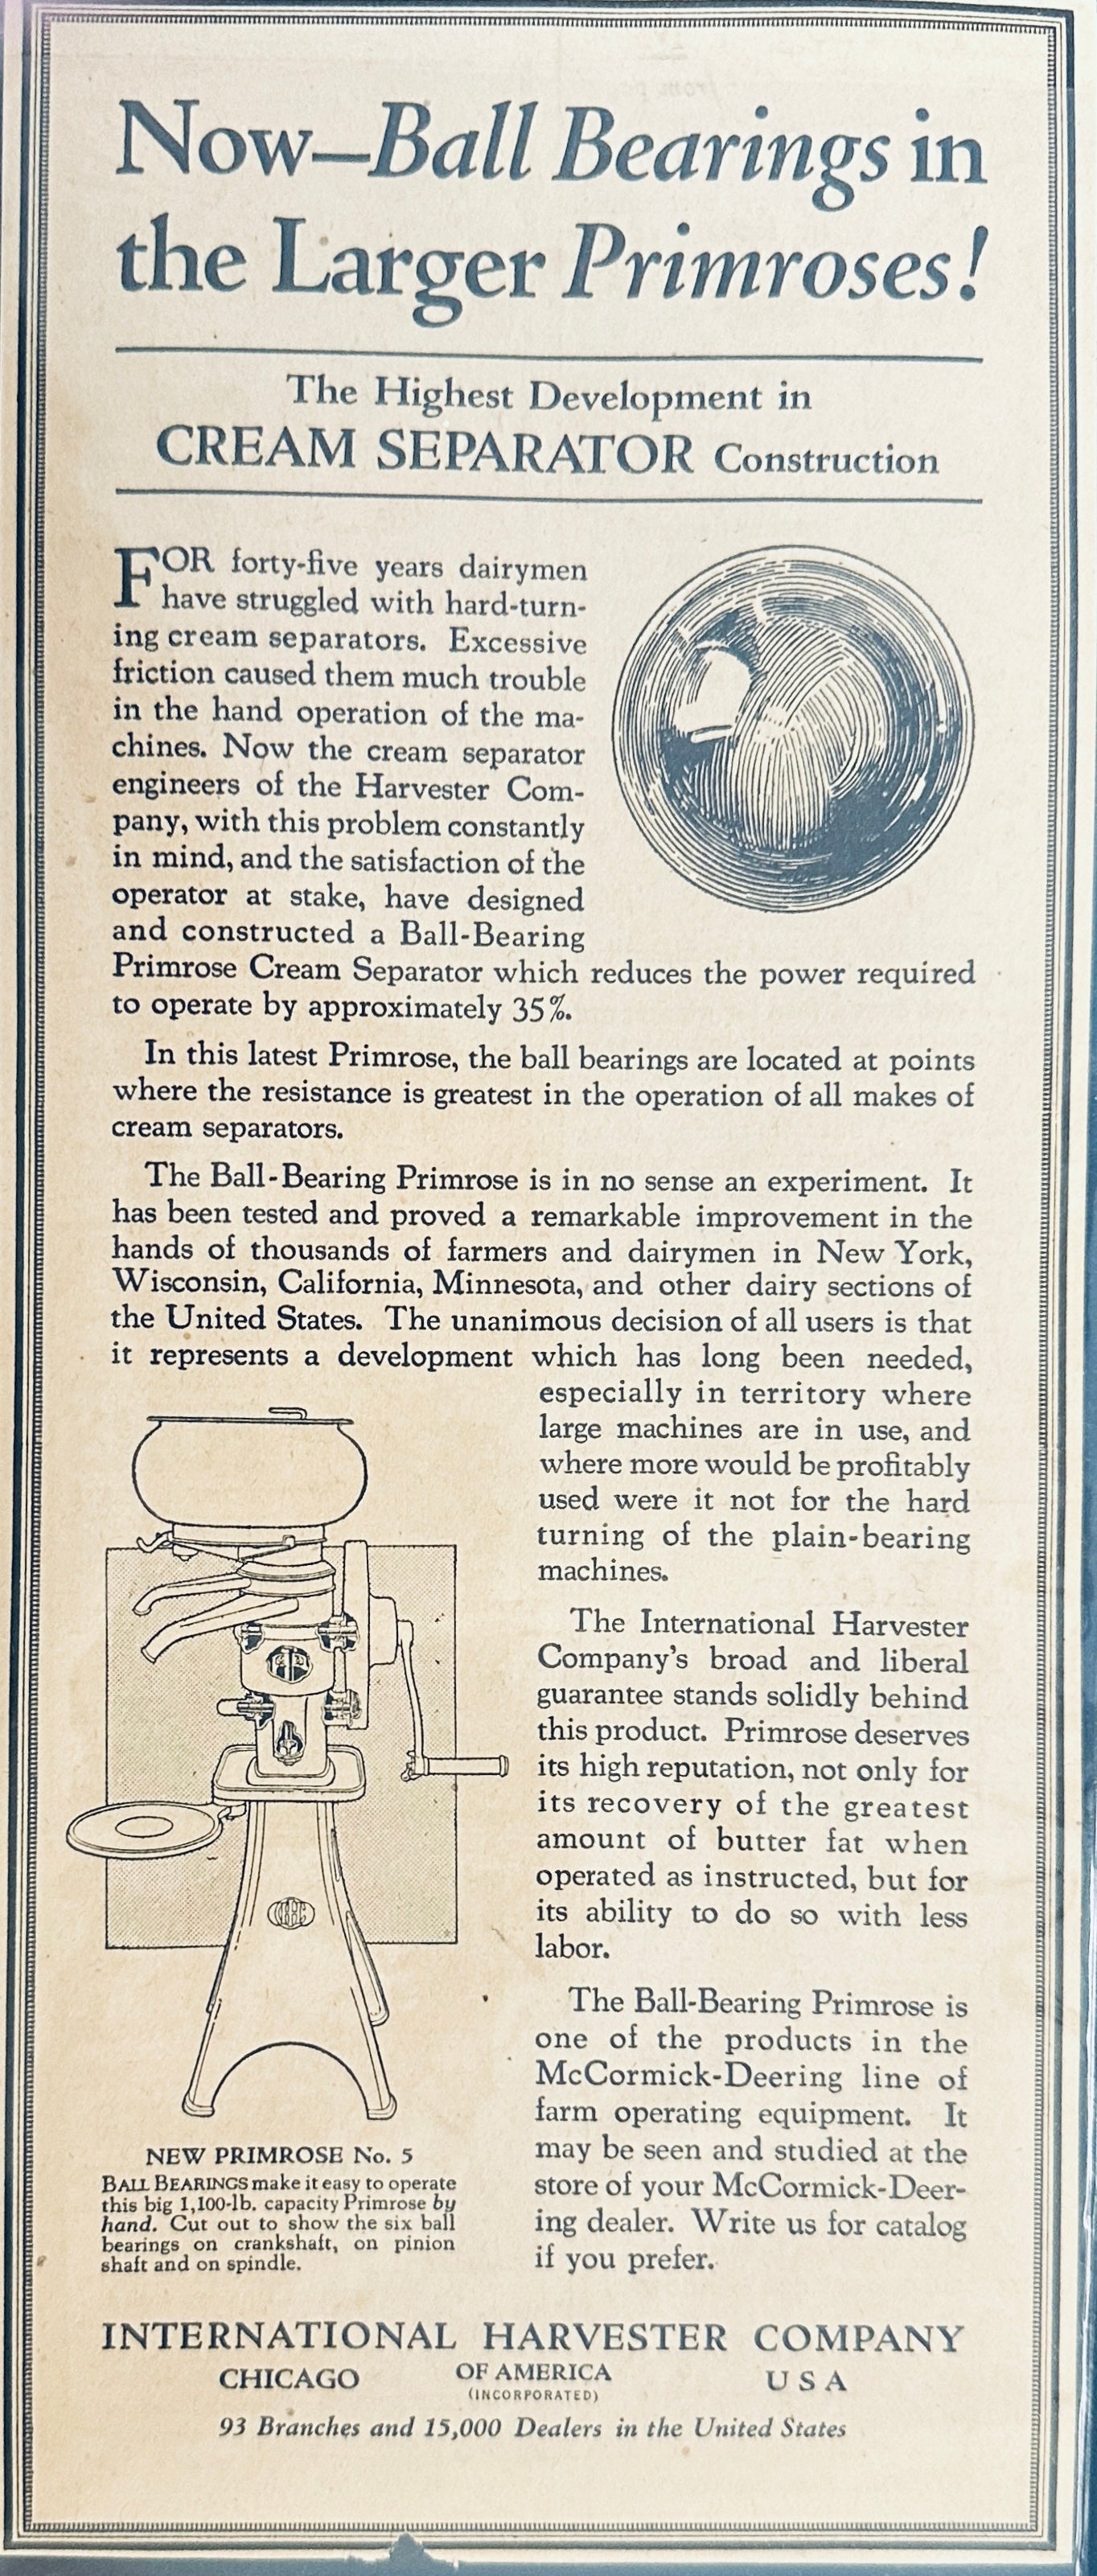 Now—Ball Bearings in
the Larger Primroses!
The Highest Development in
CREAM SEPARATOR Construction
FOR forty-five years dairymen
have struggled with hard-turn-
ing cream separators. Excessive
friction caused them much trouble
in the hand operation of the ma-
chines. Now the cream separator
engineers of the Harvester Com-
pany, with this problem constantly
in mind, and the satisfaction of the
operator at stake, have designed
and constructed a Ball-Bearing
Primrose Cream Separator which reduces the power required
to operate by approximately 35%.
In this latest Primrose, the ball bearings are located at points
where the resistance is greatest in the operation of all makes of
cream separators.
The Ball-Bearing Primrose is in no sense an experiment. It
has been tested and proved a remarkable improvement in the
hands of thousands of farmers and dairymen in New York,
Wisconsin, California, Minnesota, and other dairy sections of
the United States. The unanimous decision of all users is that
it represents a development which has long been needed,
especially in territory where
large machines are in use, and
where more would be profitably
used were it not for the hard
turning of the plain-bearing
machines.
The International Harvester
Company's broad and liberal
guarantee stands solidly behind
this product. Primrose deserves
its high reputation, not only for
its recovery of the greatest
amount of butter fat when
operated as instructed, but for
its ability to do so with less
labor.
The Ball-Bearing Primrose is
one of the products in the
McCormick-Deering line of
farm operating equipment. It
may be seen and studied at the
store of your McCormick-Deer-
ing dealer. Write us for catalog
if you prefer.
NEW PRIMROSE No. 5
BALL BEARINGS make it easy to operate
this big 1,100-lb. capacity Primrose by
hand. Cut out to show the six ball
bearings on crankshaft, on pinion
shaft and on spindle.
INTERNATIONAL HARVESTER COMPANY
CHICAGO OF AMERICA USA
(INCORPORATED)
93 Branches and 15,000 Dealers in the United States